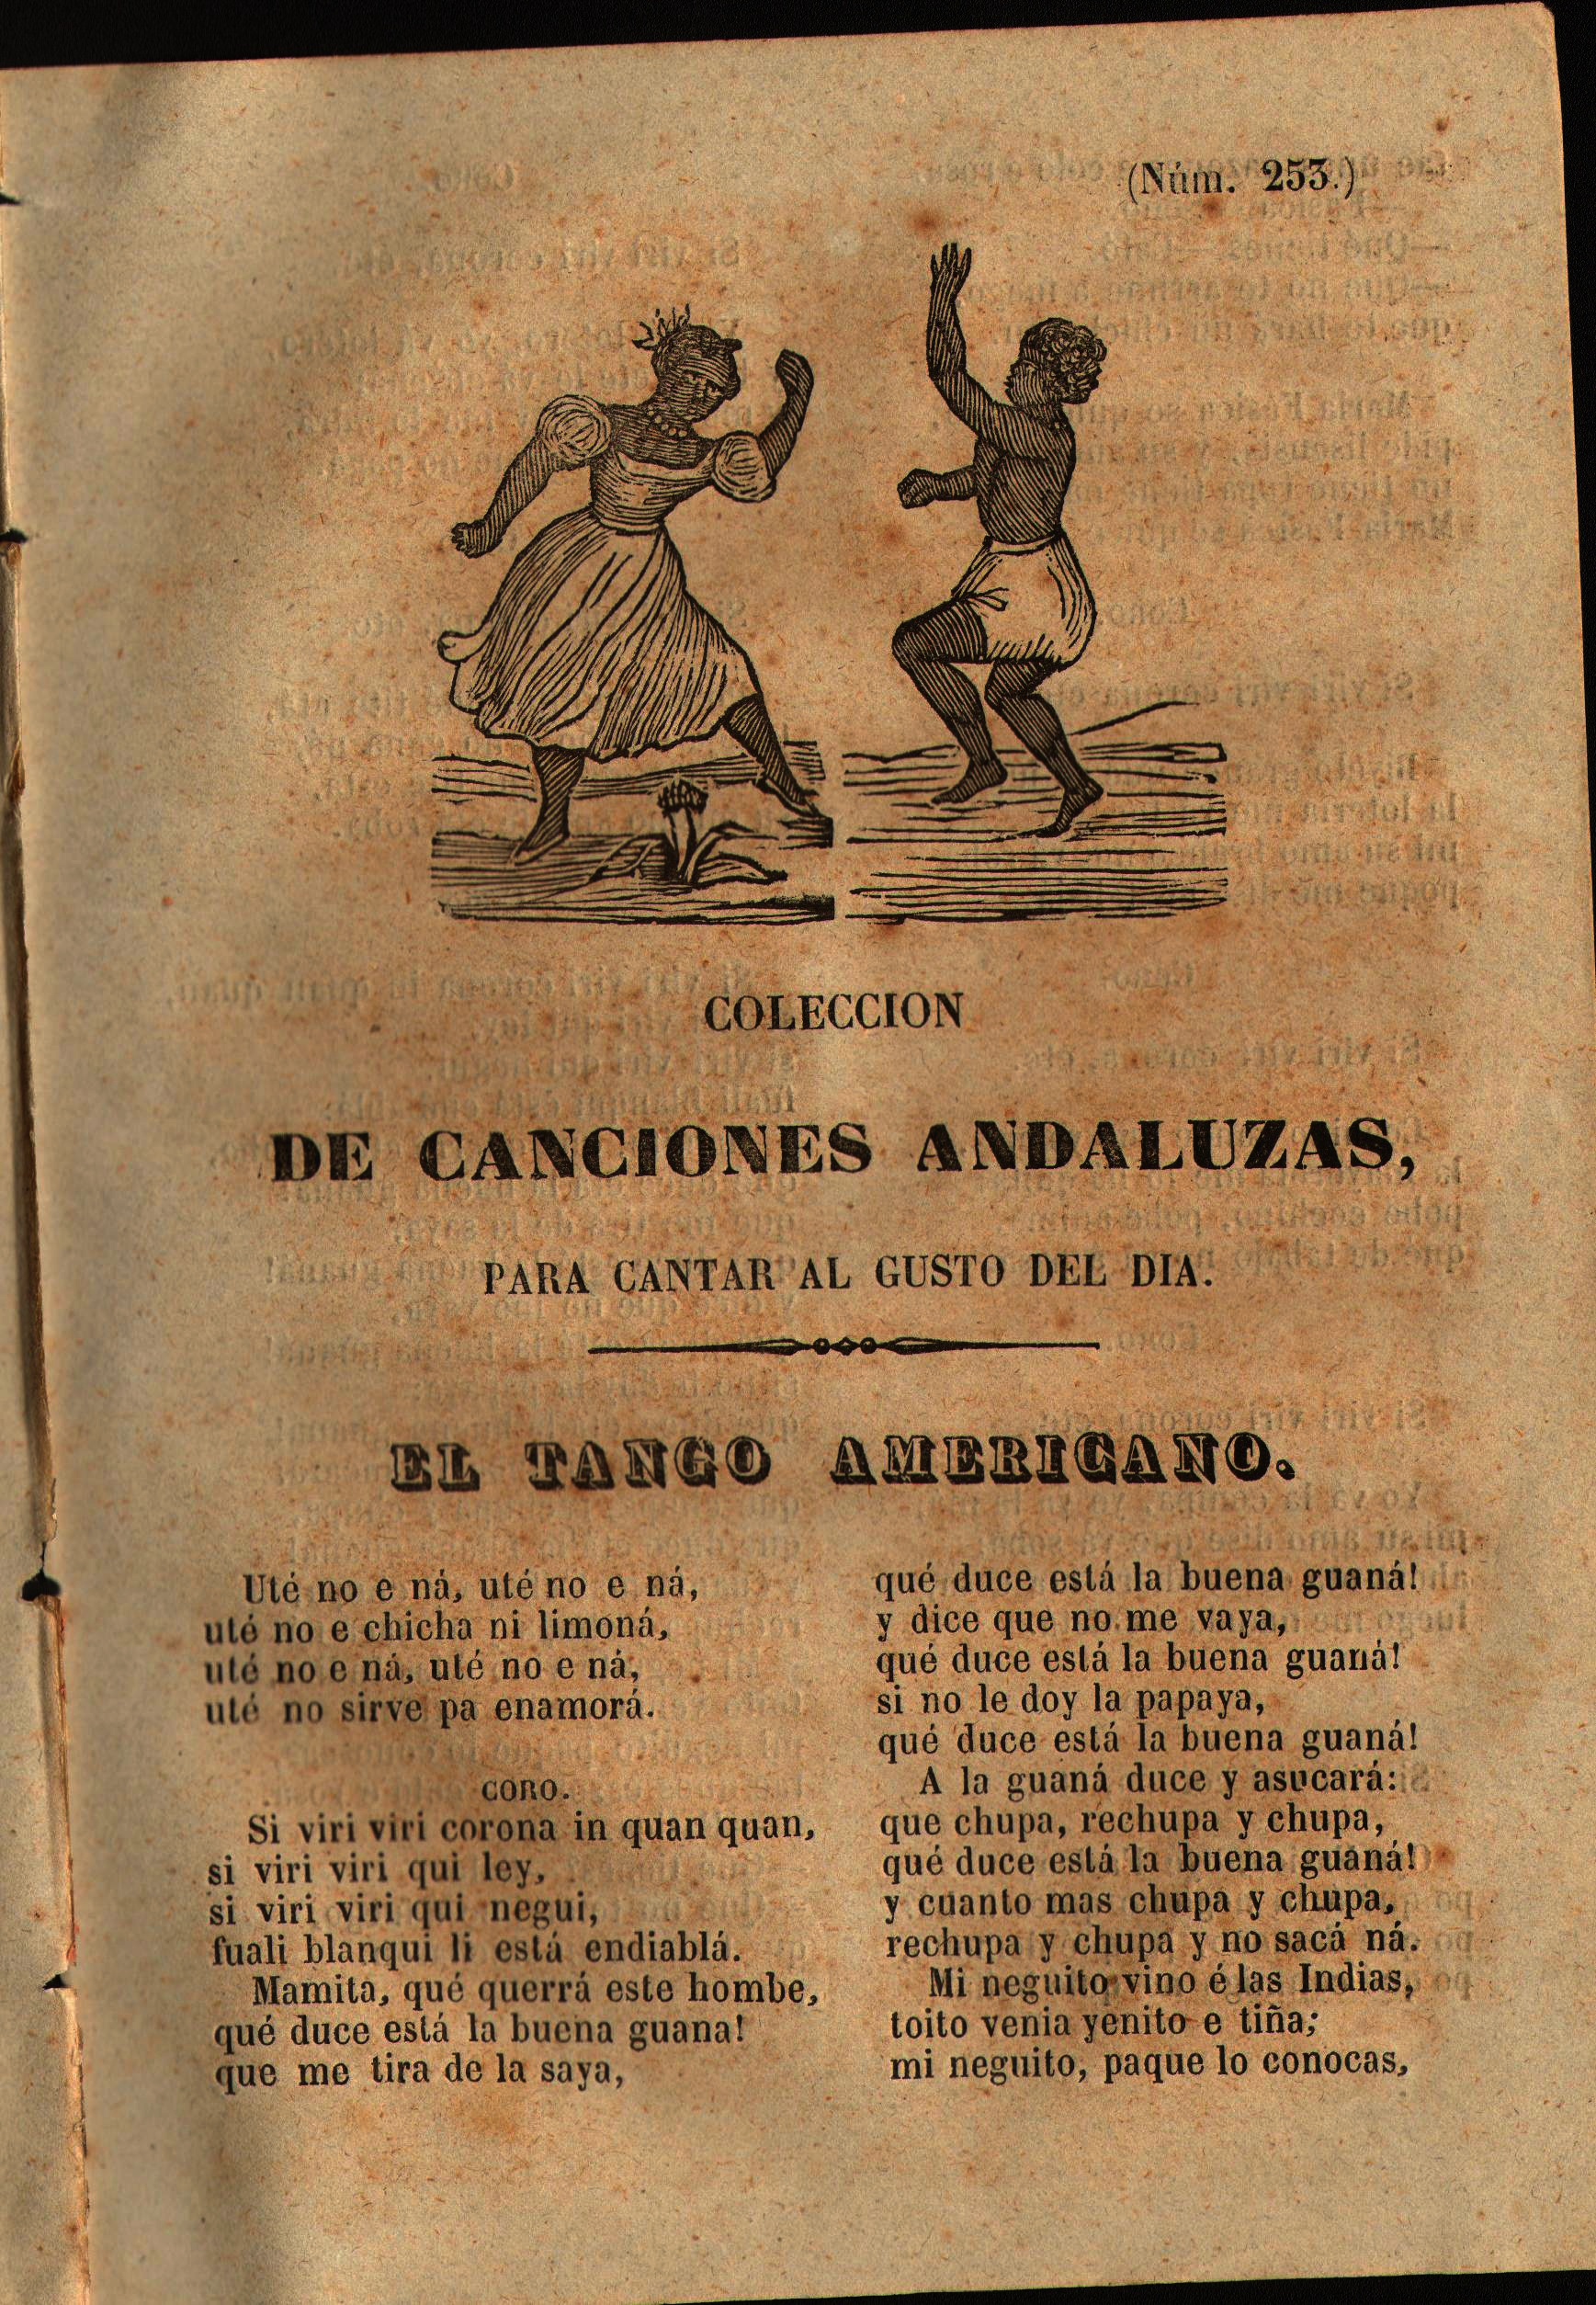 (Núm. 253.)
COLECCION
DE CANCIONES ANDALUZAS,
PARA CANTAR AL GUSTO DEL DIA.
EL TANGO AMERICANO.
Uté no e ná, uté no e ná,
uté no e chicha ni limoná,
uté no e ná, uté no e ná,
uté no sirve pa enamorá.
CORO.
Si viri viri corona in quan quan,
si viri viri qui ley,
si viri viri qui negui,
fuali blanqui li está endiablá.
Mamita, qué querrá este hombe,
qué duce está la buena guana!
que me tira de la saya,
qué duce está la buena guaná!
y dice que no me vaya,
qué duce está la buena guaná!
si no le doy la papaya,
qué duce está la buena guaná!
A la guaná duce y asucará:
que chupa, rechupa y chupa,
qué duce está la buena guaná!
y cuanto mas chupa y chupa,
rechupa y chupa y no sacá ná.
Mi neguito vino é las Indias,
toito venia yenito e tiña;
mi neguito, paque lo conocas,